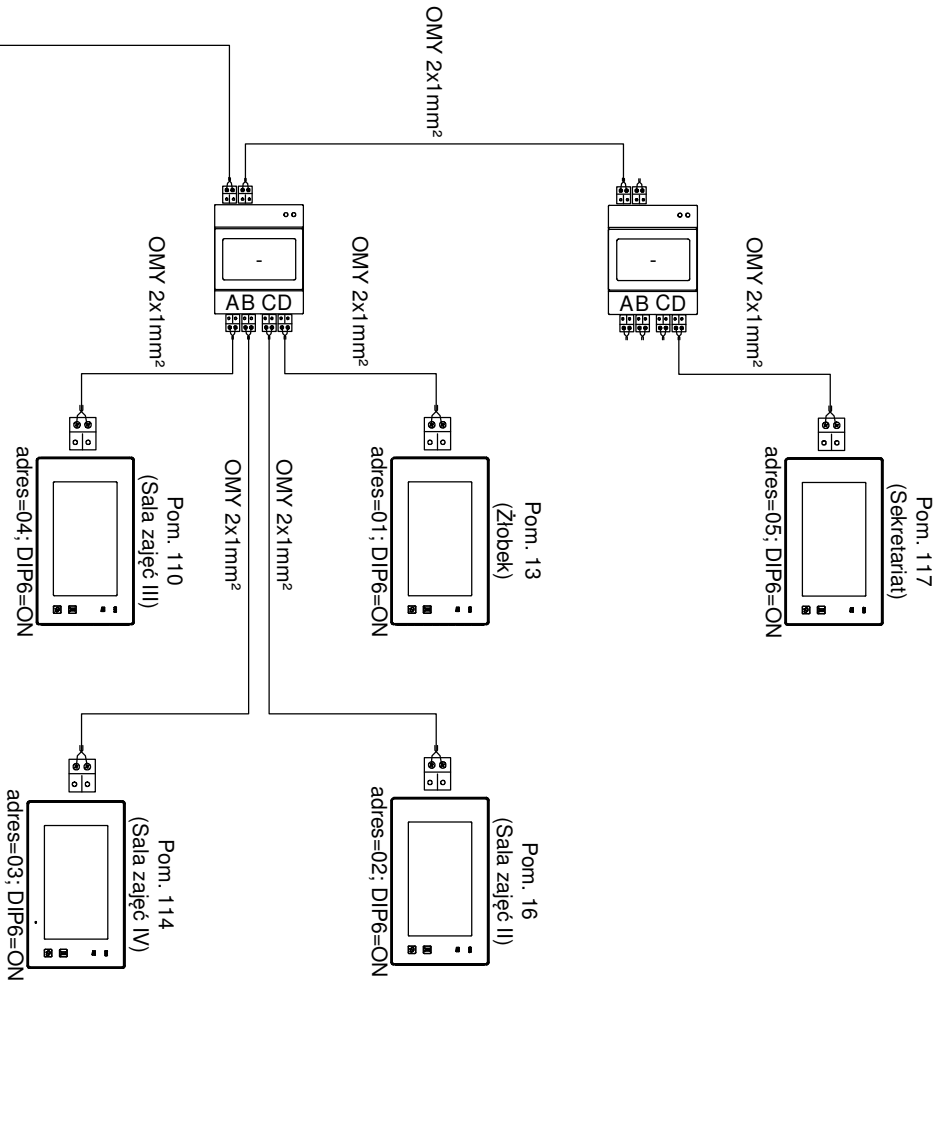 OMY 2x1mm²
OMY 2x1mm²
OMY 2x1mm²
OMY 2x1mm²
-
-
AB CD
AB CD
OMY 2x1mm²
OMY 2x1mm²
Pom. 117
(Sekretariat)
adres=05; DIP6=ON
Pom. 13
(Żłobek)
adres=01; DIP6=ON
Pom. 110
(Sala zajęć III)
adres=04; DIP6=ON
Pom. 16
(Sala zajęć II)
adres=02; DIP6=ON
Pom. 114
(Sala zajęć IV)
adres=03; DIP6=ON